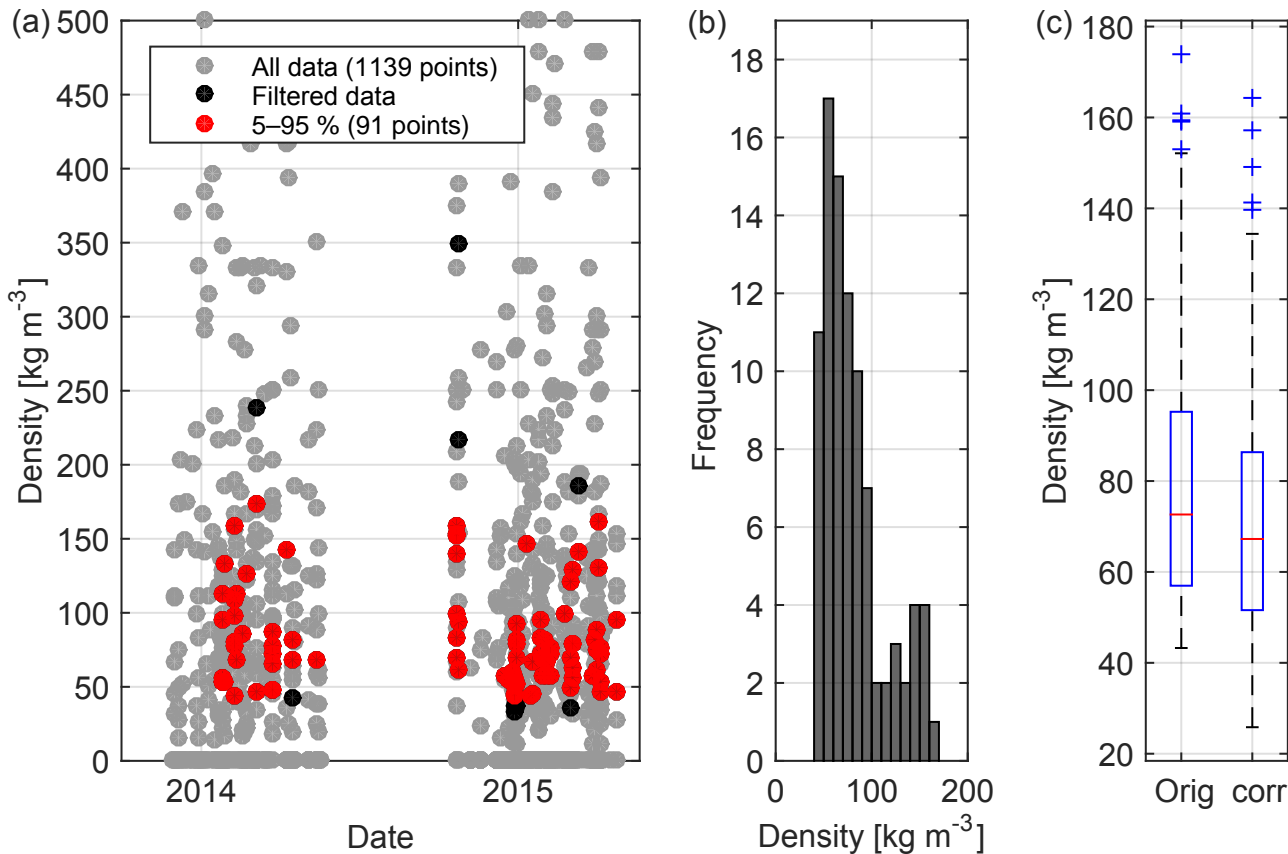 (a)
500
450
400
350
300
250
200
150
100
50
0
Density [kg m-3]
All data (1139 points)
Filtered data
5–95 % (91 points)
2014
2015
Date
(b)
18
16
14
12
10
8
6
4
2
0
Frequency
0
100
200
Density [kg m-3]
(c)
180
160
140
120
100
80
60
40
20
Density [kg m-3]
Orig
corr